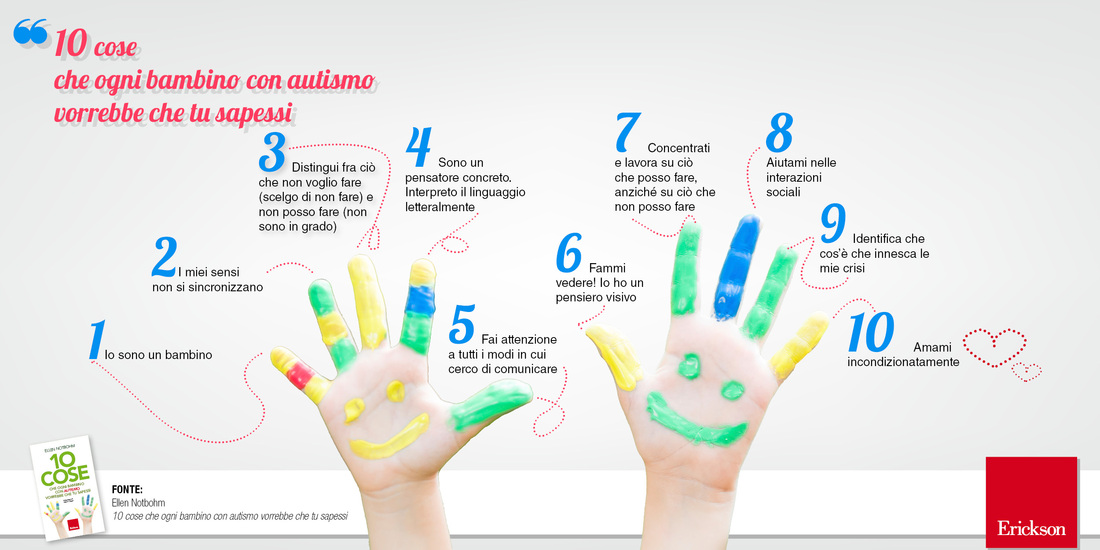 “
10 cose
che ogni bambino con autismo
vorrebbe che tu sapessi
1 Io sono un bambino
2 I miei sensi
non si sincronizzano
3 Distingui fra ciò
che non voglio fare
(scelgo di non fare) e
non posso fare (non
sono in grado)
4 Sono un
pensatore concreto.
Interpreto il linguaggio
letteralmente
5 Fai attenzione
a tutti i modi in cui
cerco di comunicare
6 Fammi
vedere! Io ho un
pensiero visivo
7 Concentrati
e lavora su ciò
che posso fare,
anziché su ciò che
non posso fare
8
Aiutami nelle
interazioni
sociali
9 Identifica che
cos'è che innesca le
mie crisi
10 Amami
incondizionatamente
ELLEN NOTBOHM
10
COSE
CHE OGNI BAMBINO
CON AUTISMO
VORREBBE CHE TU SAPESSI
FONTE:
Ellen Notbohm
10 cose che ogni bambino con autismo vorrebbe che tu sapessi
Erickson